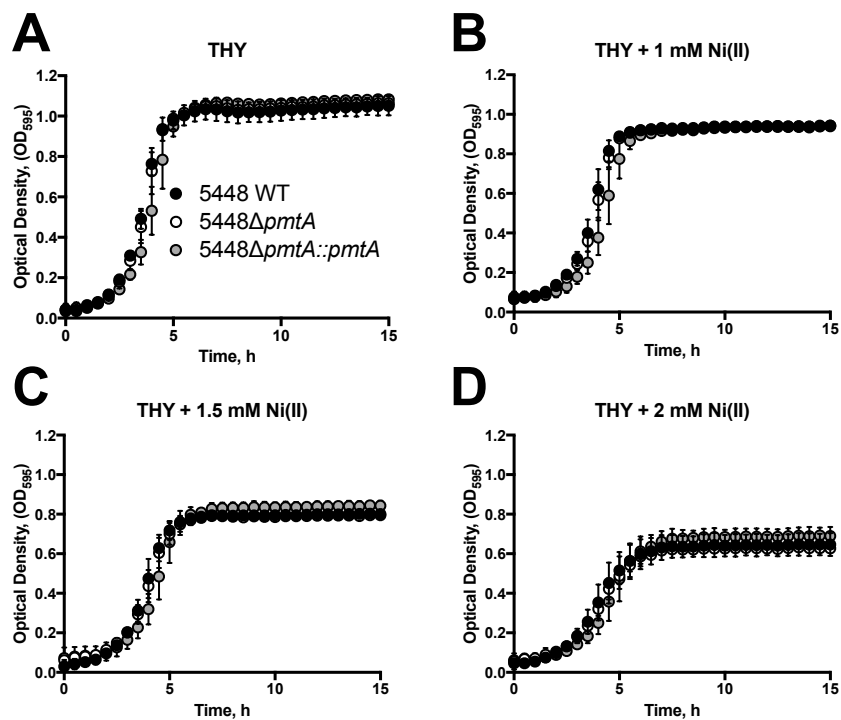 A
THY
Optical Density, (OD595)
1.2
1.0
0.8
0.6
0.4
0.2
0.0
5448 WT
5448ΔpmtA
5448ΔpmtA::pmtA
0 5 10 15
Time, h
B
THY + 1 mM Ni(II)
Optical Density, (OD595)
1.2
1.0
0.8
0.6
0.4
0.2
0.0
0 5 10 15
Time, h
C
THY + 1.5 mM Ni(II)
Optical Density, (OD595)
1.2
1.0
0.8
0.6
0.4
0.2
0.0
0 5 10 15
Time, h
D
THY + 2 mM Ni(II)
Optical Density, (OD595)
1.2
1.0
0.8
0.6
0.4
0.2
0.0
0 5 10 15
Time, h